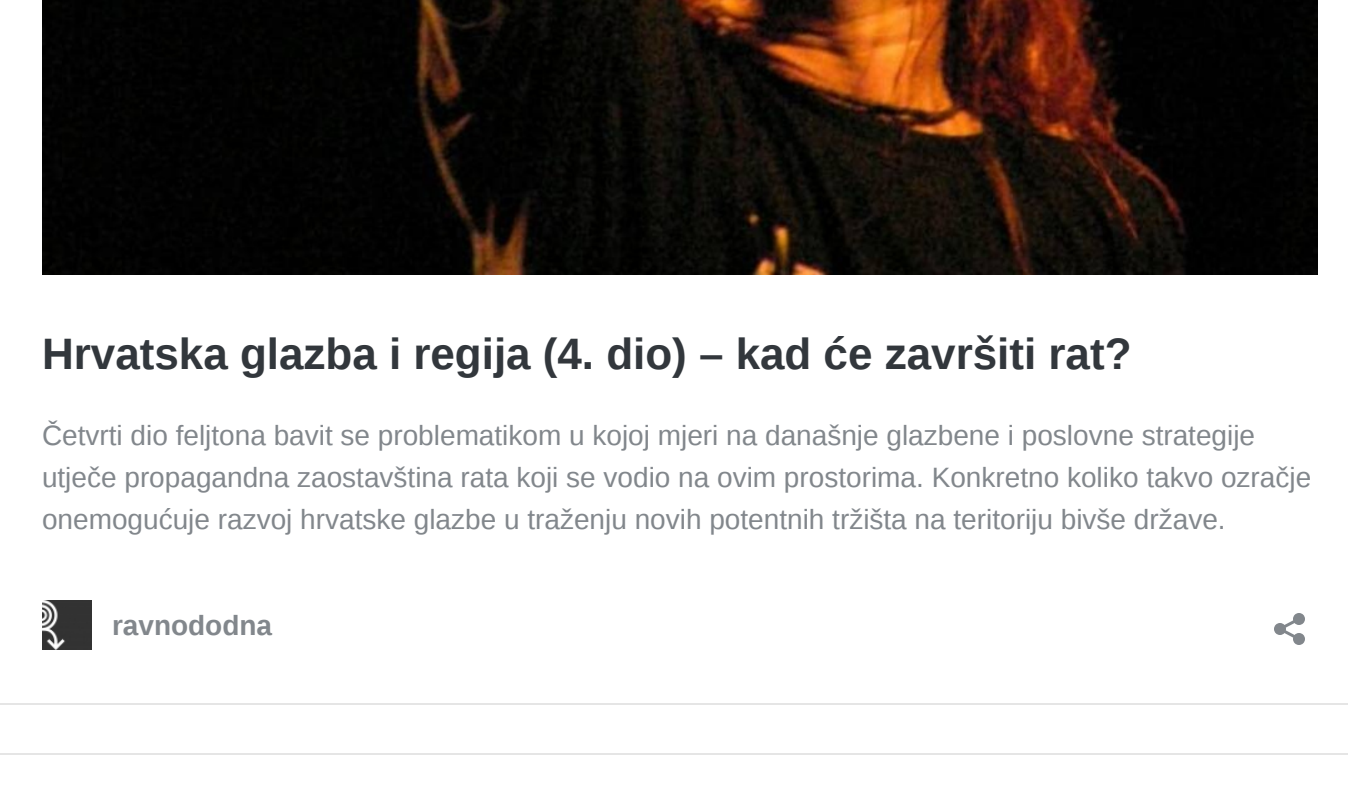 Hrvatska glazba i regija (4. dio) – kad će završiti rat?
Četvrti dio feljtona bavit se problematikom u kojoj mjeri na današnje glazbene i poslovne strategije
utječe propagandna zaostavština rata koji se vodio na ovim prostorima. Konkretno koliko takvo ozračje
onemogućuje razvoj hrvatske glazbe u traženju novih potentnih tržišta na teritoriju bivše države.
ravnododna